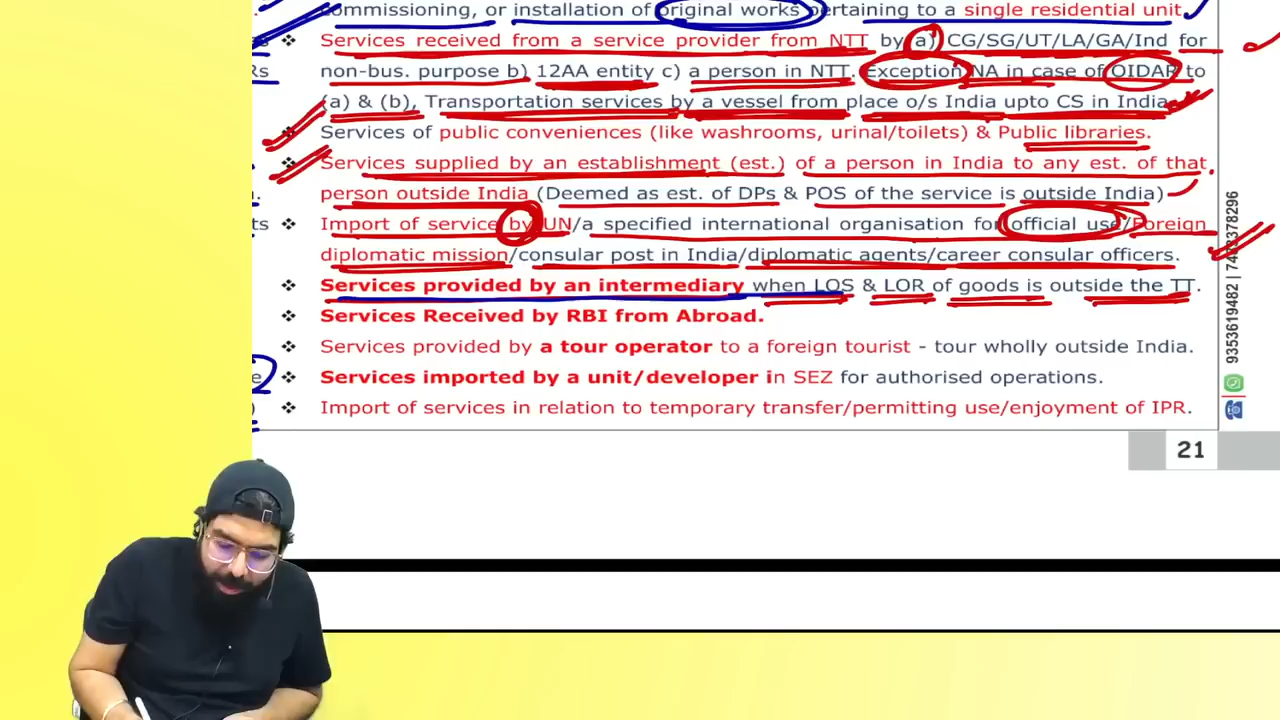 commissioning, or installation of original works pertaining to a single residential unit.
❖ Services received from a service provider from NTT by (a) CG/SG/UT/LA/GA/Ind for
Rs non-bus. purpose b) 12AA entity c) a person in NTT. Exception NA in case of OIDAR to
(a) & (b), Transportation services by a vessel from place o/s India upto CS in India.
❖ Services of public conveniences (like washrooms, urinal/toilets) & Public libraries.
❖ Services supplied by an establishment (est.) of a person in India to any est. of that
person outside India (Deemed as est. of DPs & POS of the service is outside India)
ts ❖ Import of service by UN/a specified international organisation for official use/Foreign
diplomatic mission/consular post in India/diplomatic agents/career consular officers.
❖ Services provided by an intermediary when LOS & LOR of goods is outside the TT.
❖ Services Received by RBI from Abroad.
❖ Services provided by a tour operator to a foreign tourist - tour wholly outside India.
e ❖ Services imported by a unit/developer in SEZ for authorised operations.
) ❖ Import of services in relation to temporary transfer/permitting use/enjoyment of IPR.
21